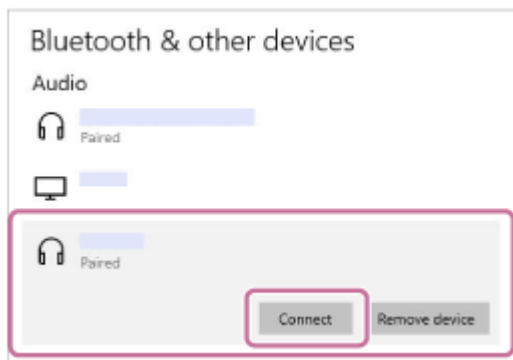 Bluetooth & other devices
Audio
Paired
Paired
Connect Remove device